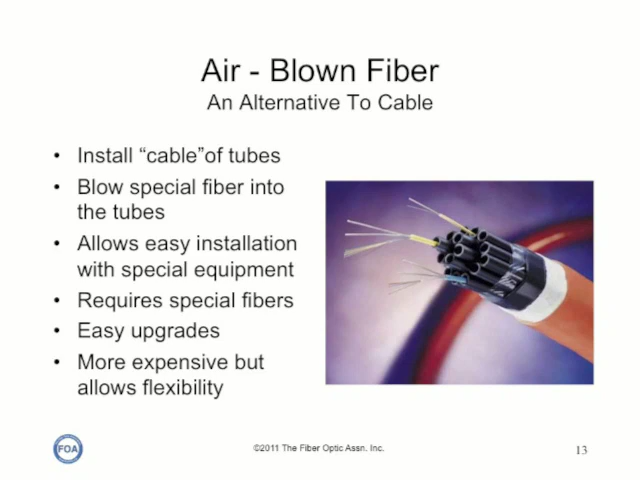 Air - Blown Fiber
An Alternative To Cable
• Install “cable”of tubes
• Blow special fiber into
the tubes
• Allows easy installation
with special equipment
• Requires special fibers
• Easy upgrades
• More expensive but
allows flexibility
FOA
©2011 The Fiber Optic Assn. Inc.
13